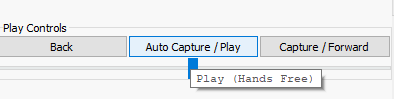 Play Controls
Back
Auto Capture / Play
Capture / Forward
Play (Hands Free)